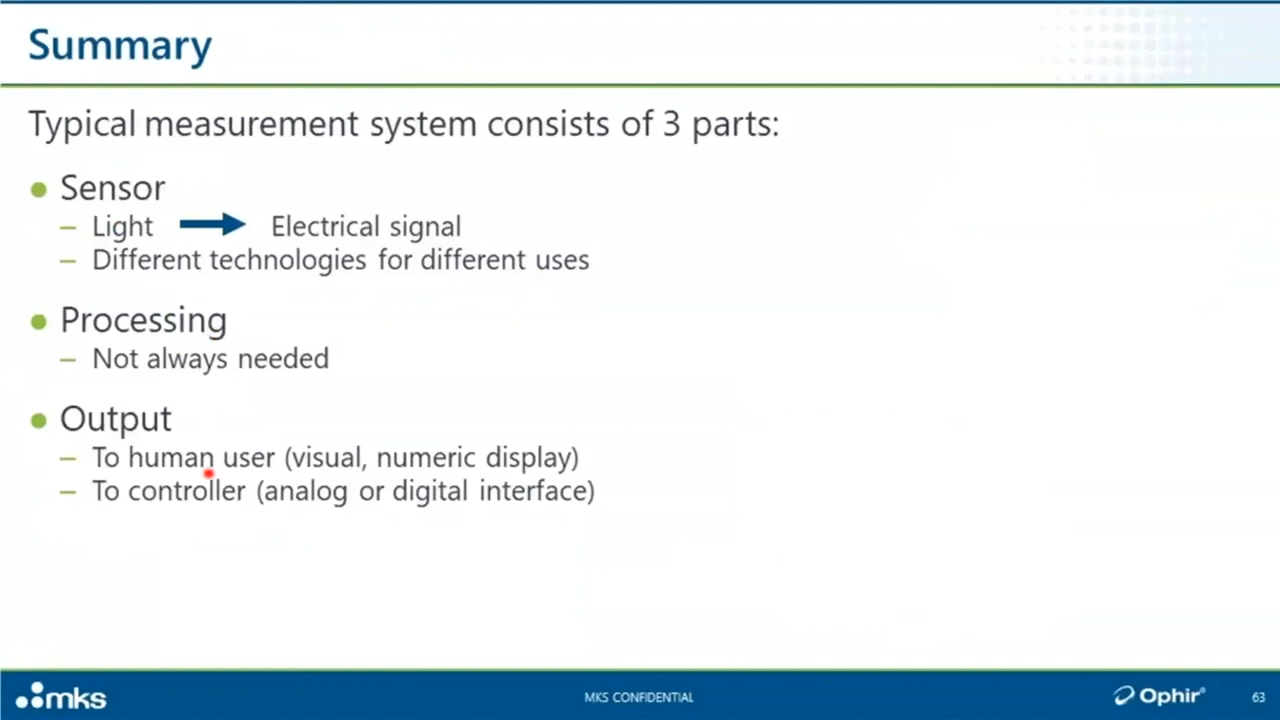 Summary
Typical measurement system consists of 3 parts:
Sensor
– Light Electrical signal
– Different technologies for different uses
Processing
– Not always needed
Output
– To human user (visual, numeric display)
– To controller (analog or digital interface)
mks MKS CONFIDENTIAL Ophir® 63